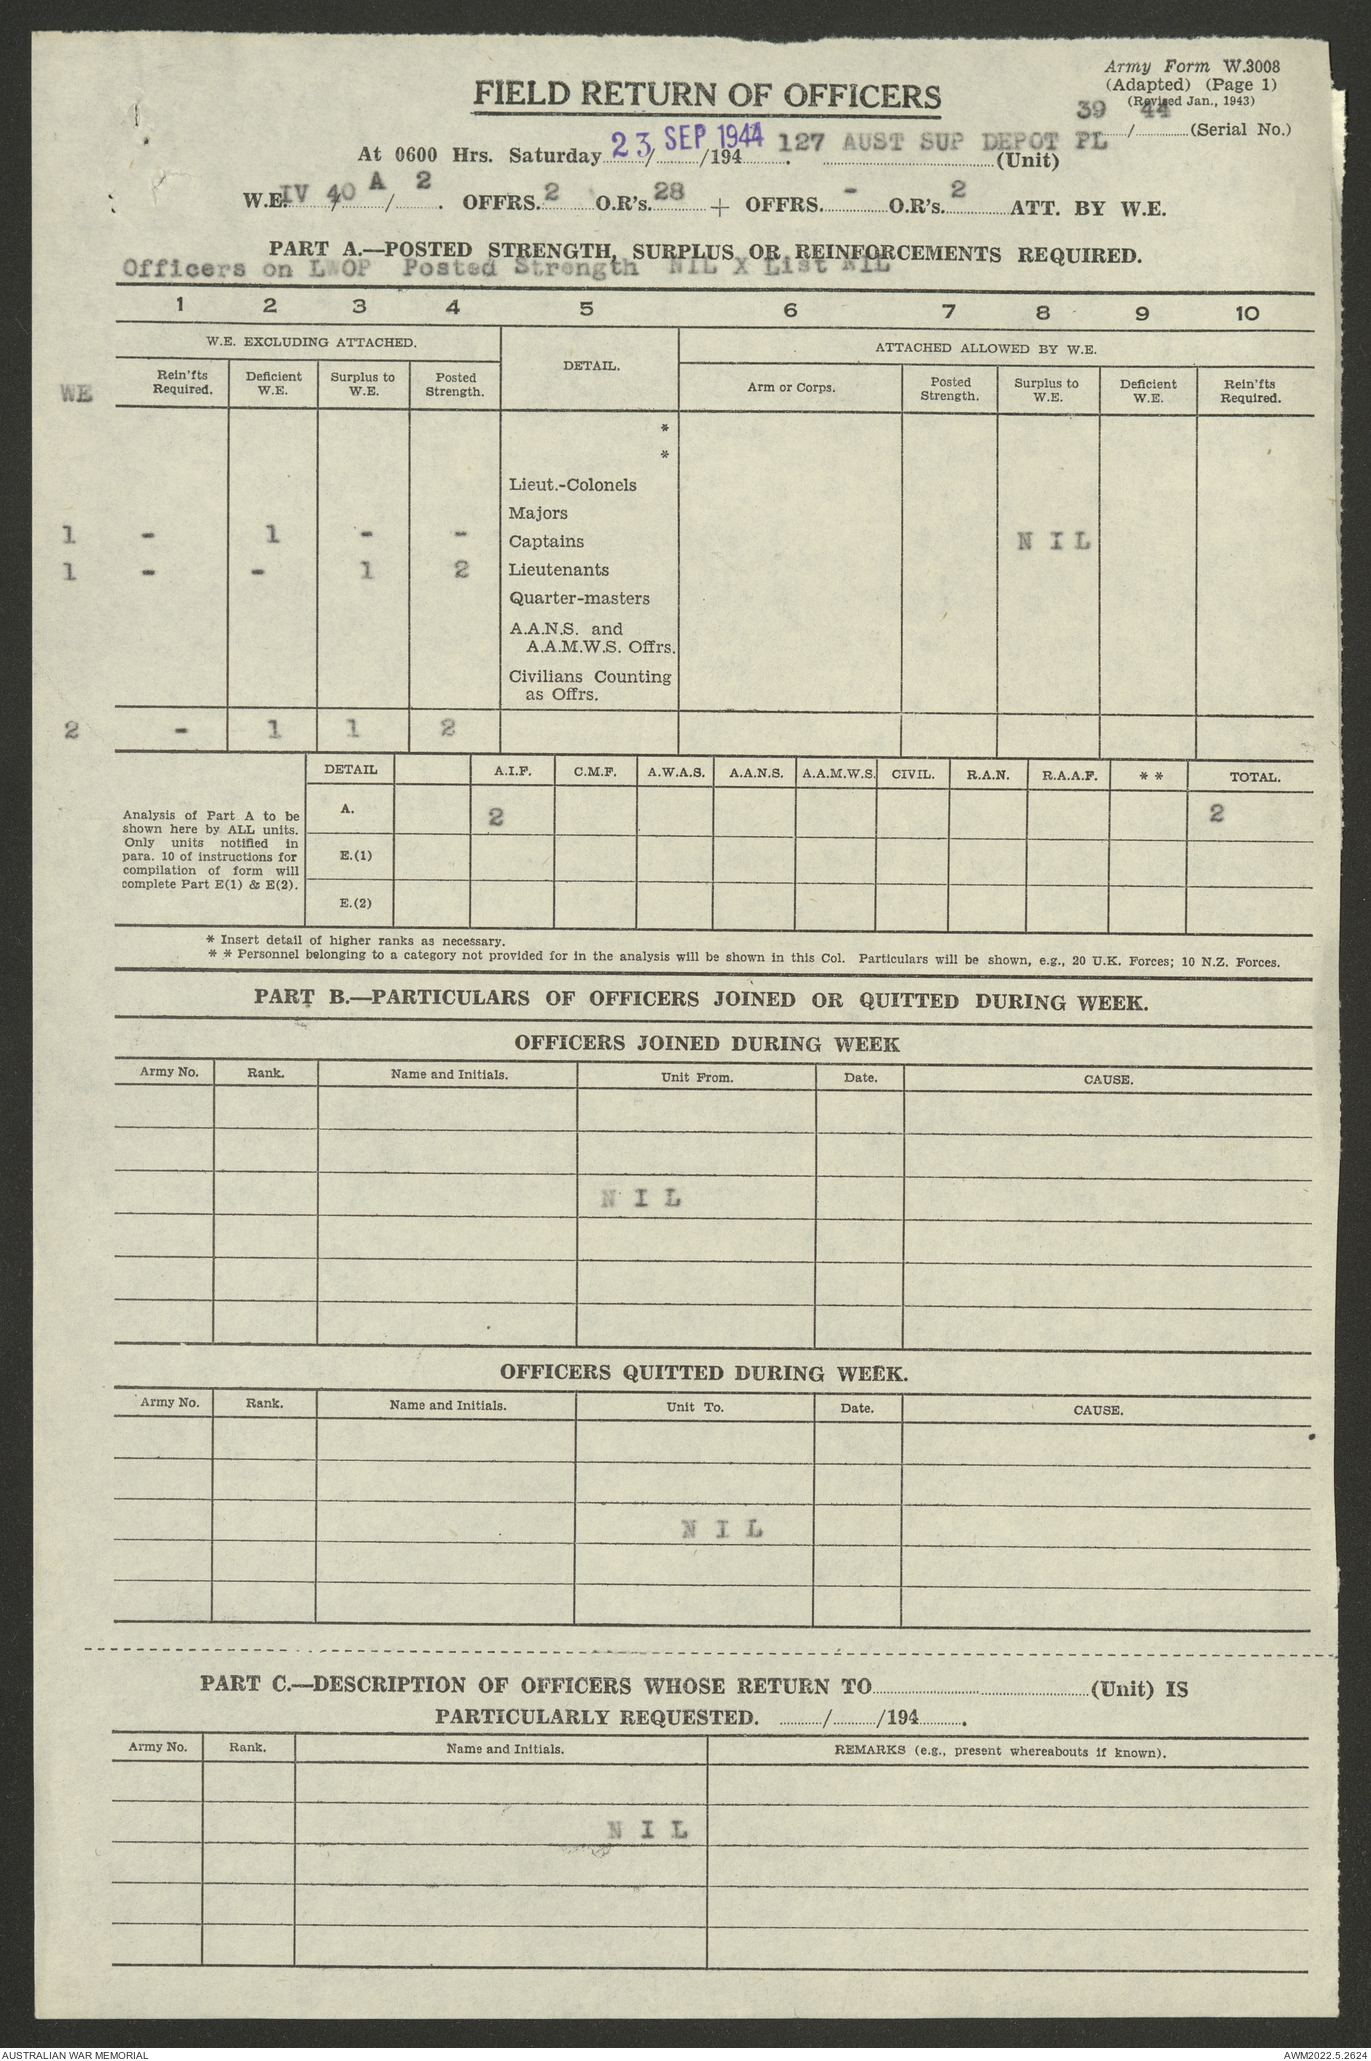 Army Form W.3008
(Adapted) (Page 1)
(Revised Jan., 1943)
39 / 44 (Serial No.)
FIELD RETURN OF OFFICERS
At 0600 Hrs. Saturday 23 SEP 1944 /194 . 127 AUST SUP DEPOT PL (Unit)
W.E. IV / 40 A / 2 . OFFRS. 2 O.R's. 28 + OFFRS. - O.R's. 2 ATT. BY W.E.
PART A.—POSTED STRENGTH, SURPLUS OR REINFORCEMENTS REQUIRED.
Officers on LWOP Posted Strength NIL X List NIL
1 2 3 4 5 6 7 8 9 10
W.E. EXCLUDING ATTACHED. DETAIL. ATTACHED ALLOWED BY W.E.
WE Rein'fts Required. Deficient W.E. Surplus to W.E. Posted Strength. Arm or Corps. Posted Strength. Surplus to W.E. Deficient W.E. Rein'fts Required.
*
*
Lieut.-Colonels
Majors
1 - 1 - - Captains N I L
1 - - 1 2 Lieutenants
Quarter-masters
A.A.N.S. and
A.A.M.W.S. Offrs.
Civilians Counting
as Offrs.
2 - 1 1 2
DETAIL A.I.F. C.M.F. A.W.A.S. A.A.N.S. A.A.M.W.S. CIVIL. R.A.N. R.A.A.F. * * TOTAL.
Analysis of Part A to be
shown here by ALL units.
Only units notified in
para. 10 of instructions for
compilation of form will
complete Part E(1) & E(2).
A. 2 2
E.(1)
E.(2)
* Insert detail of higher ranks as necessary.
* * Personnel belonging to a category not provided for in the analysis will be shown in this Col. Particulars will be shown, e.g., 20 U.K. Forces; 10 N.Z. Forces.
PART B.—PARTICULARS OF OFFICERS JOINED OR QUITTED DURING WEEK.
OFFICERS JOINED DURING WEEK
Army No. Rank. Name and Initials. Unit From. Date. CAUSE.
N I L
OFFICERS QUITTED DURING WEEK.
Army No. Rank. Name and Initials. Unit To. Date. CAUSE.
N I L
PART C.—DESCRIPTION OF OFFICERS WHOSE RETURN TO (Unit) IS
PARTICULARLY REQUESTED. / /194 .
Army No. Rank. Name and Initials. REMARKS (e.g., present whereabouts if known).
N I L
AUSTRALIAN WAR MEMORIAL AWM2022.5.2624